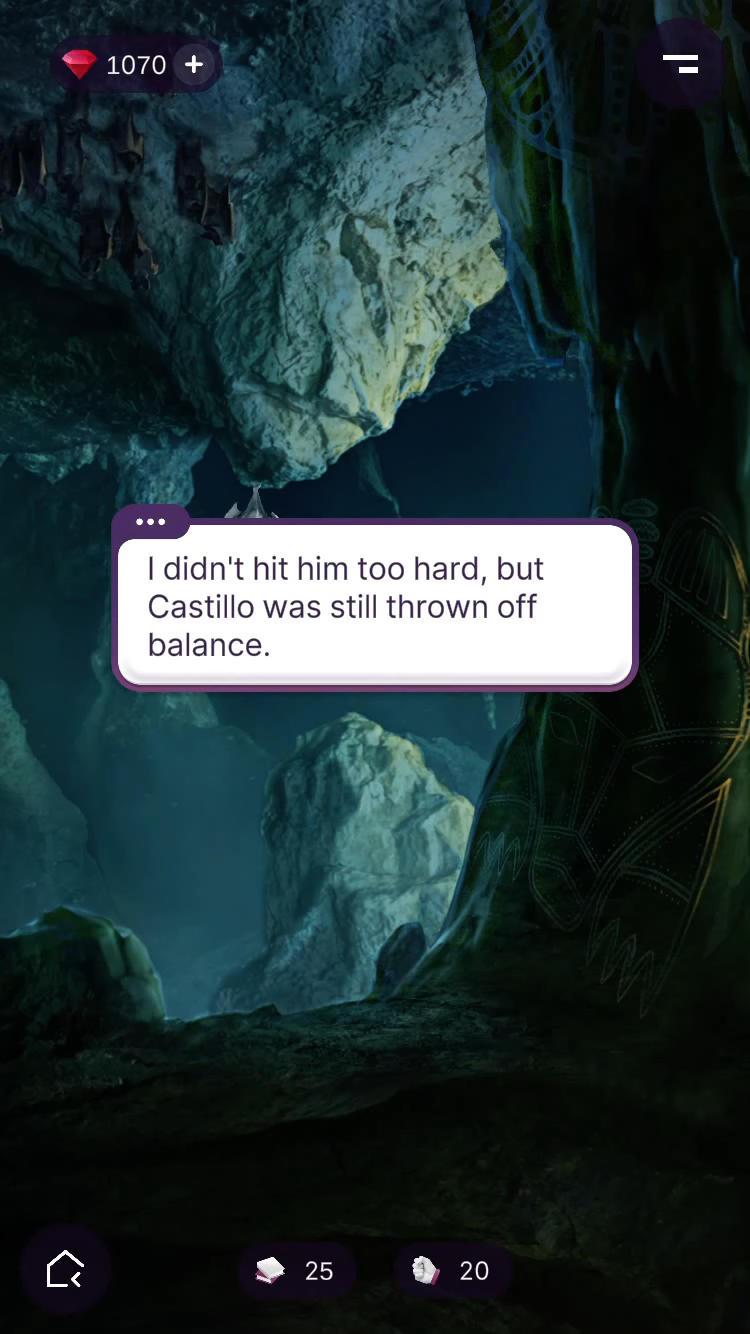 1070 +
I didn't hit him too hard, but
Castillo was still thrown off
balance.
25
20